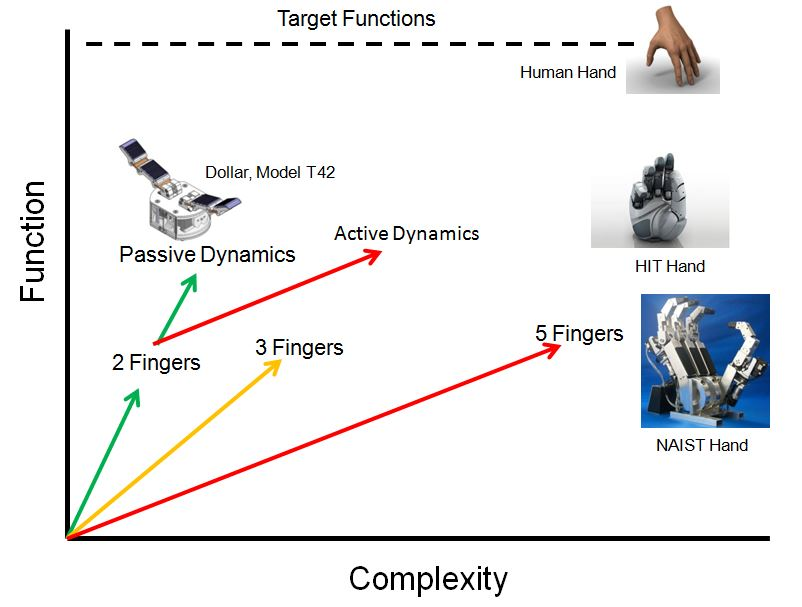 Target Functions
Human Hand
Dollar, Model T42
Function
Passive Dynamics
Active Dynamics
HIT Hand
5 Fingers
3 Fingers
2 Fingers
NAIST Hand
Complexity